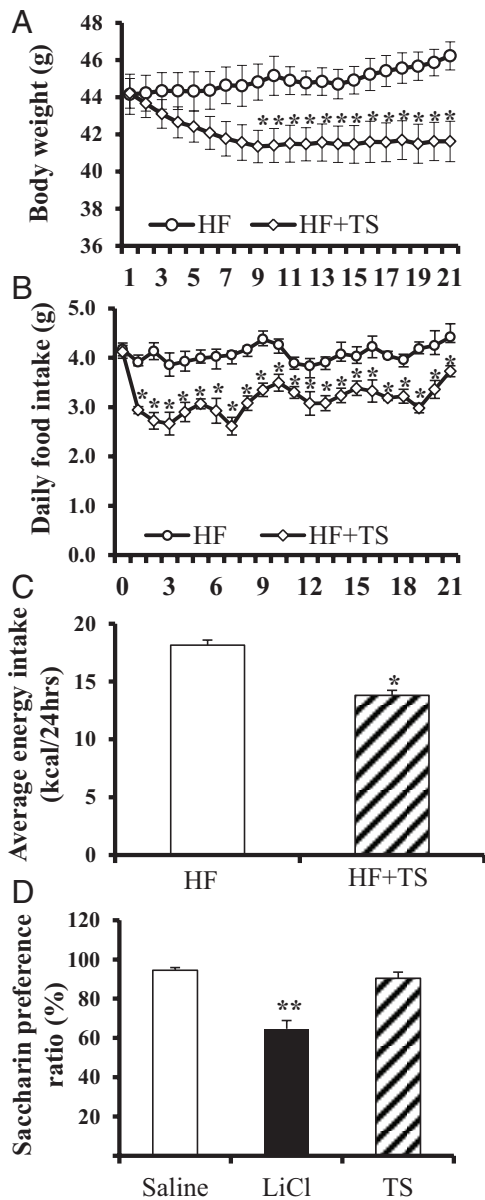 A
Body weight (g)
48
46
44
42
40
38
36
** ** *** ** ** **
HF HF+TS
1 3 5 7 9 11 13 15 17 19 21
B
Daily food intake (g)
5.0
4.0
3.0
2.0
1.0
0.0
* * * * * * * * * * * * * * * * * * * * *
HF HF+TS
0 3 6 9 12 15 18 21
C
Average energy intake
(kcal/24hrs)
20
15
10
5
0
*
HF HF+TS
D
Saccharin preference
ratio (%)
120
100
80
60
40
20
**
Saline LiCl TS